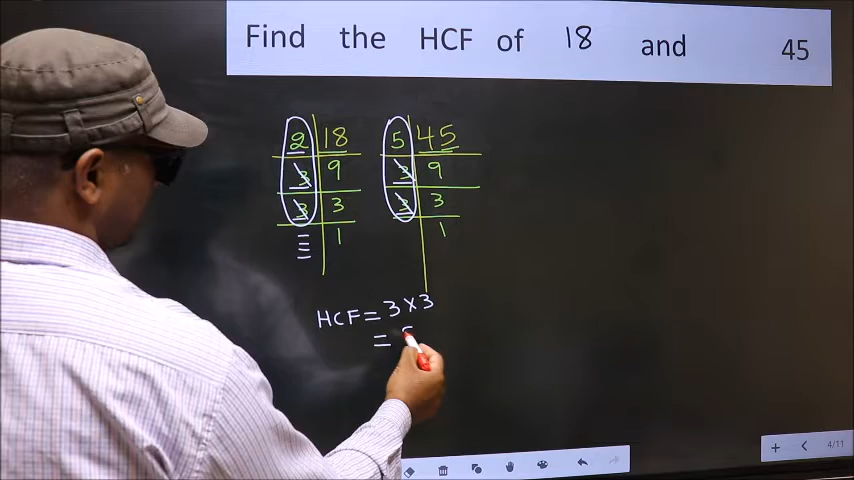 Find the HCF of 18 and 45
2 18 5 45
3 9 3 9
3 3 3 3
1 1
HCF = 3 × 3
=
4/11